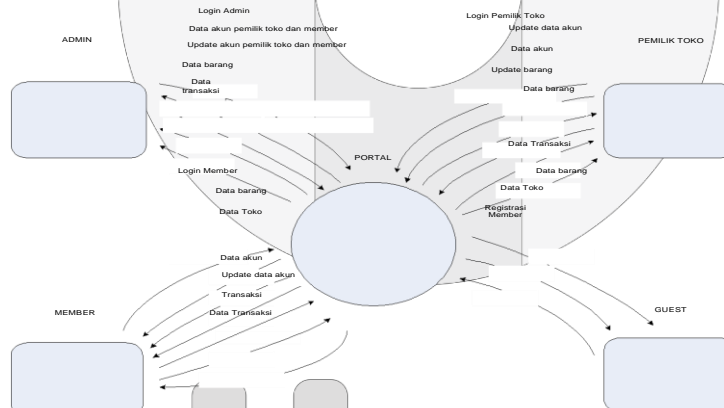 Login Admin
Data akun pemilik toko dan member
Update akun pemilik toko dan member
Data barang
Data
transaksi
ADMIN
Login Pemilik Toko
Update data akun
Data akun
Update barang
Data barang
PEMILIK TOKO
PORTAL
Data Transaksi
Data barang
Data Toko
Registrasi
Member
Login Member
Data barang
Data Toko
Data akun
Update data akun
Transaksi
Data Transaksi
MEMBER
GUEST